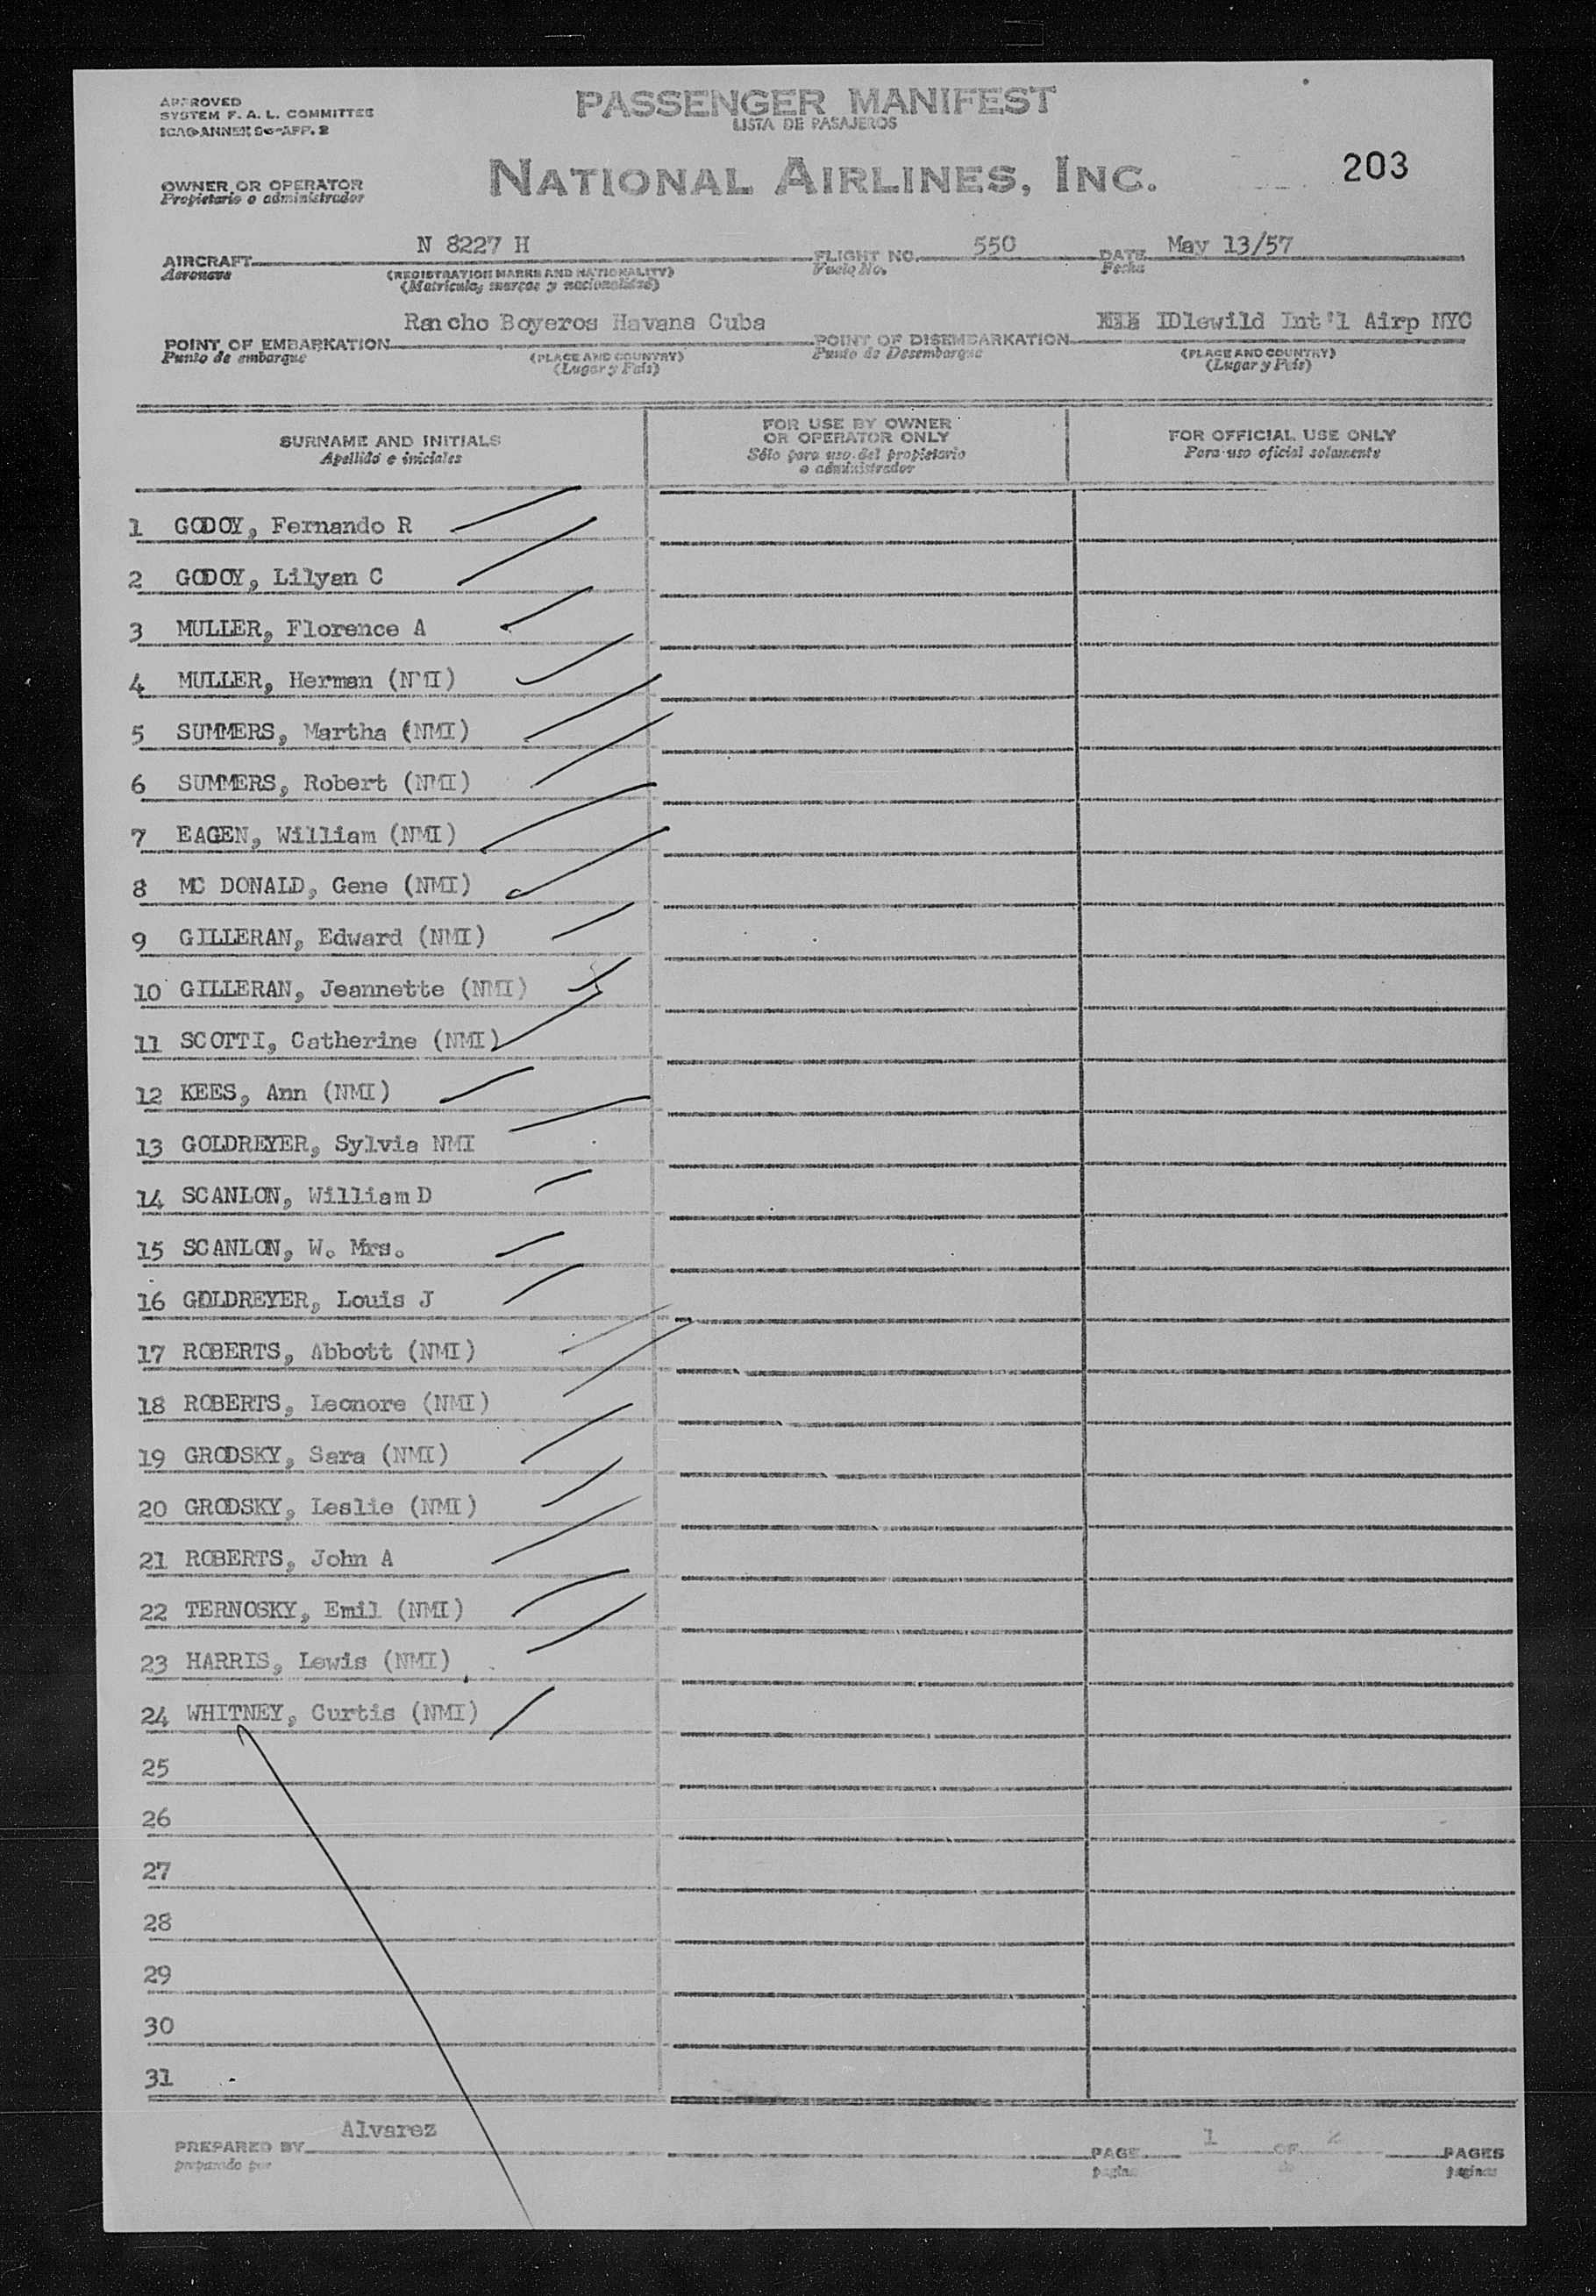 APPROVED
SYSTEM F. A. L. COMMITTEE
ICAO ANNEX 9 - APP. 2
PASSENGER MANIFEST
LISTA DE PASAJEROS
OWNER OR OPERATOR
Propietario o administrador
NATIONAL AIRLINES, INC.
203
AIRCRAFT N 8227 H FLIGHT NO. 550 DATE May 13/57
Aeronave (REGISTRATION MARKS AND NATIONALITY) Vuelo No. Fecha
(Matricula, marcas y nacionalidad)
POINT OF EMBARKATION Rancho Boyeros Havana Cuba POINT OF DISEMBARKATION IDlewild Int'l Airp NYC
Punto de embarque (PLACE AND COUNTRY) Punto de Desembarque (PLACE AND COUNTRY)
(Lugar y País) (Lugar y País)
SURNAME AND INITIALS
Apellido e iniciales
FOR USE BY OWNER
OR OPERATOR ONLY
Sólo para uso del propietario
o administrador
FOR OFFICIAL USE ONLY
Para uso oficial solamente
1 GODOY, Fernando R
2 GODOY, Lilyan C
3 MULLER, Florence A
4 MULLER, Herman (NMI)
5 SUMMERS, Martha (NMI)
6 SUMMERS, Robert (NMI)
7 EAGEN, William (NMI)
8 MC DONALD, Gene (NMI)
9 GILLERAN, Edward (NMI)
10 GILLERAN, Jeannette (NMI)
11 SCOTTI, Catherine (NMI)
12 KEES, Ann (NMI)
13 GOLDREYER, Sylvia NMI
14 SCANLON, William D
15 SCANLON, W. Mrs.
16 GOLDREYER, Louis J
17 ROBERTS, Abbott (NMI)
18 ROBERTS, Leonore (NMI)
19 GRODSKY, Sara (NMI)
20 GRODSKY, Leslie (NMI)
21 ROBERTS, John A
22 TERNOSKY, Emil (NMI)
23 HARRIS, Lewis (NMI)
24 WHITNEY, Curtis (NMI)
25
26
27
28
29
30
31
PREPARED BY Alvarez PAGE 1 OF 2 PAGES
preparado por pagina de paginas